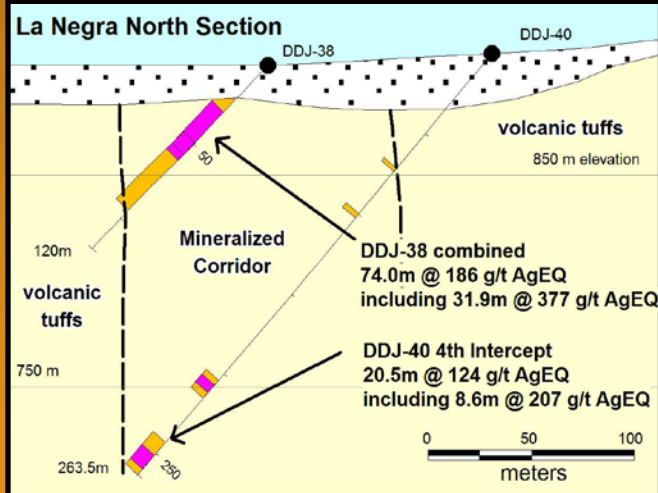 La Negra North Section
DDJ-38
DDJ-40
volcanic tuffs
850 m elevation
50
120m
Mineralized
Corridor
DDJ-38 combined
74.0m @ 186 g/t AgEQ
including 31.9m @ 377 g/t AgEQ
volcanic
tuffs
DDJ-40 4th Intercept
20.5m @ 124 g/t AgEQ
including 8.6m @ 207 g/t AgEQ
750 m
263.5m
250
0 50 100
meters